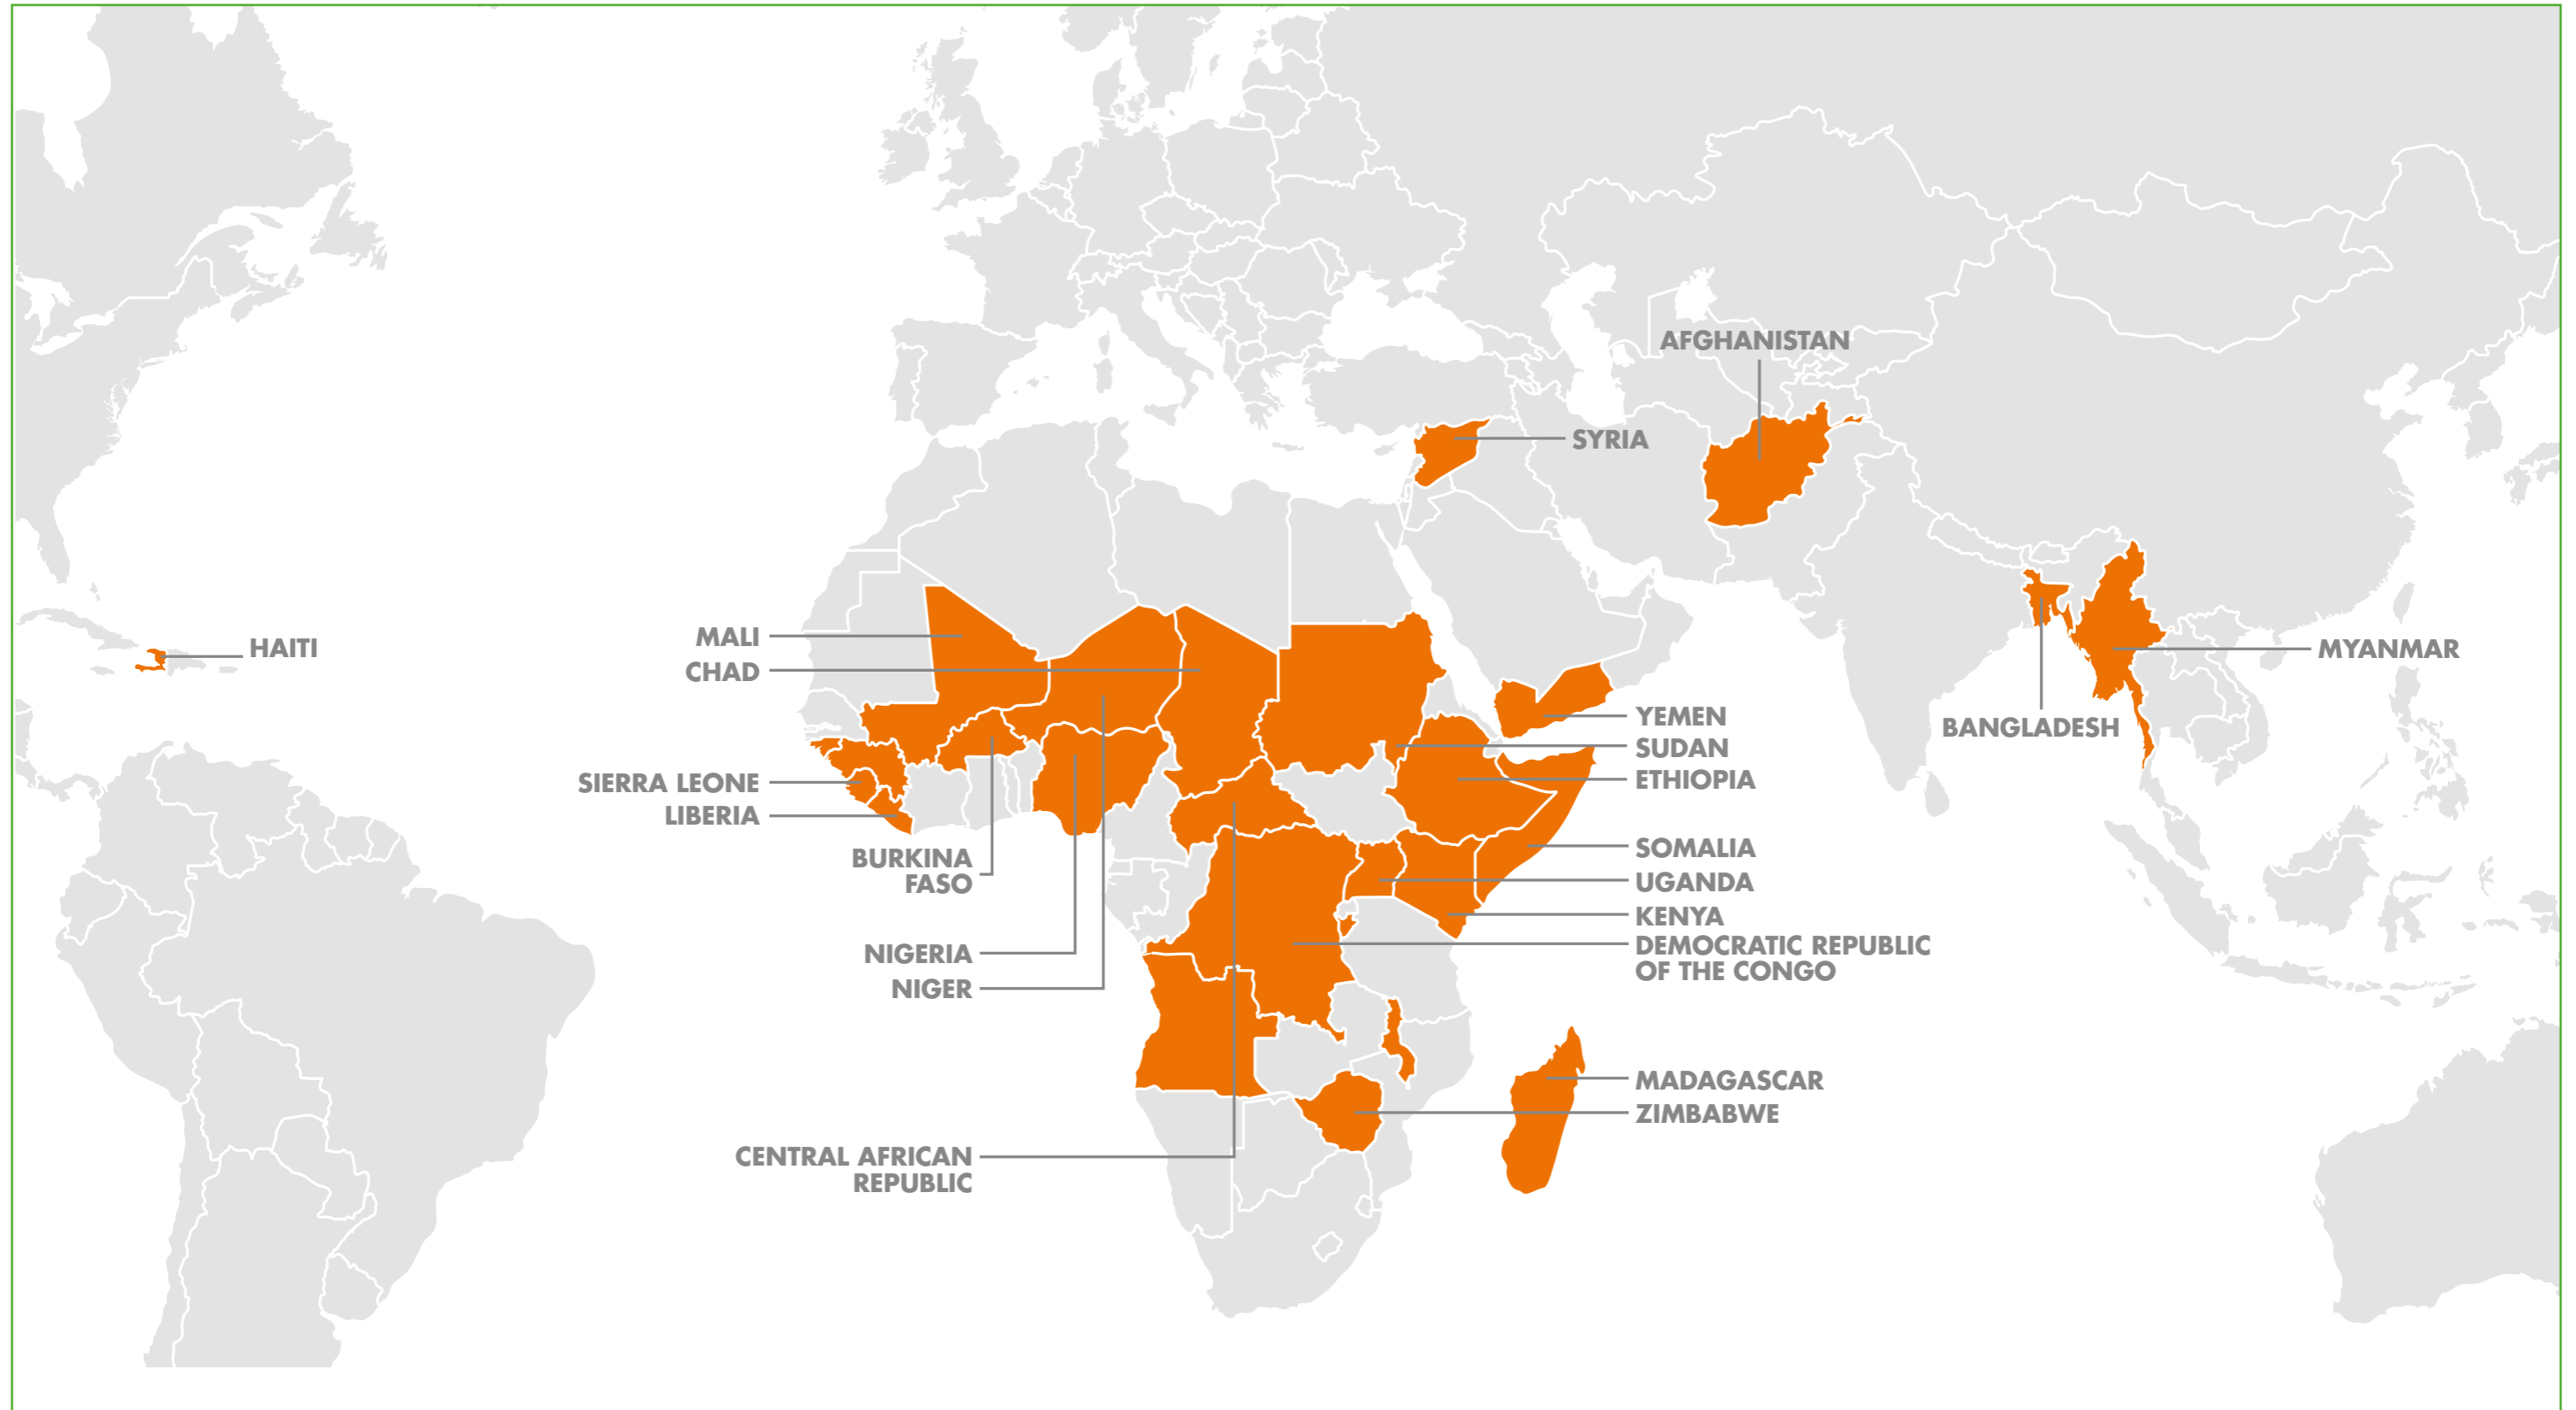 AFGHANISTAN
SYRIA
HAITI
MALI
CHAD
SIERRA LEONE
LIBERIA
BURKINA
FASO
NIGERIA
NIGER
CENTRAL AFRICAN
REPUBLIC
YEMEN
SUDAN
ETHIOPIA
SOMALIA
UGANDA
KENYA
DEMOCRATIC REPUBLIC
OF THE CONGO
MADAGASCAR
ZIMBABWE
BANGLADESH
MYANMAR